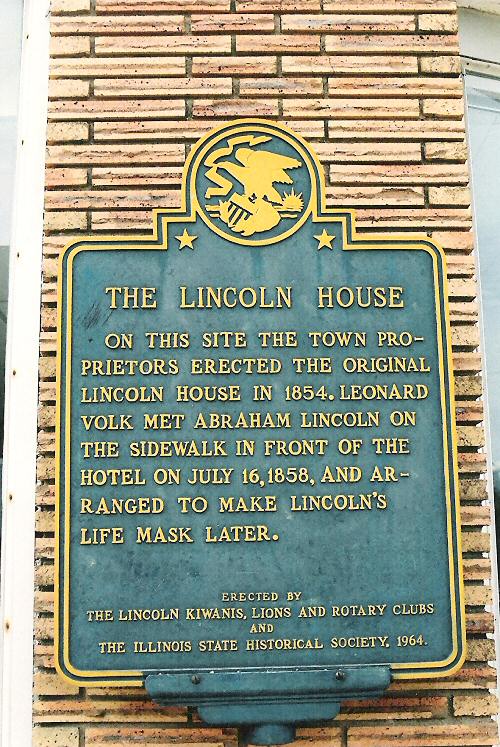 THE LINCOLN HOUSE
ON THIS SITE THE TOWN PRO-
PRIETORS ERECTED THE ORIGINAL
LINCOLN HOUSE IN 1854. LEONARD
VOLK MET ABRAHAM LINCOLN ON
THE SIDEWALK IN FRONT OF THE
HOTEL ON JULY 16, 1858, AND AR-
RANGED TO MAKE LINCOLN'S
LIFE MASK LATER.
ERECTED BY
THE LINCOLN KIWANIS, LIONS AND ROTARY CLUBS
AND
THE ILLINOIS STATE HISTORICAL SOCIETY, 1964.